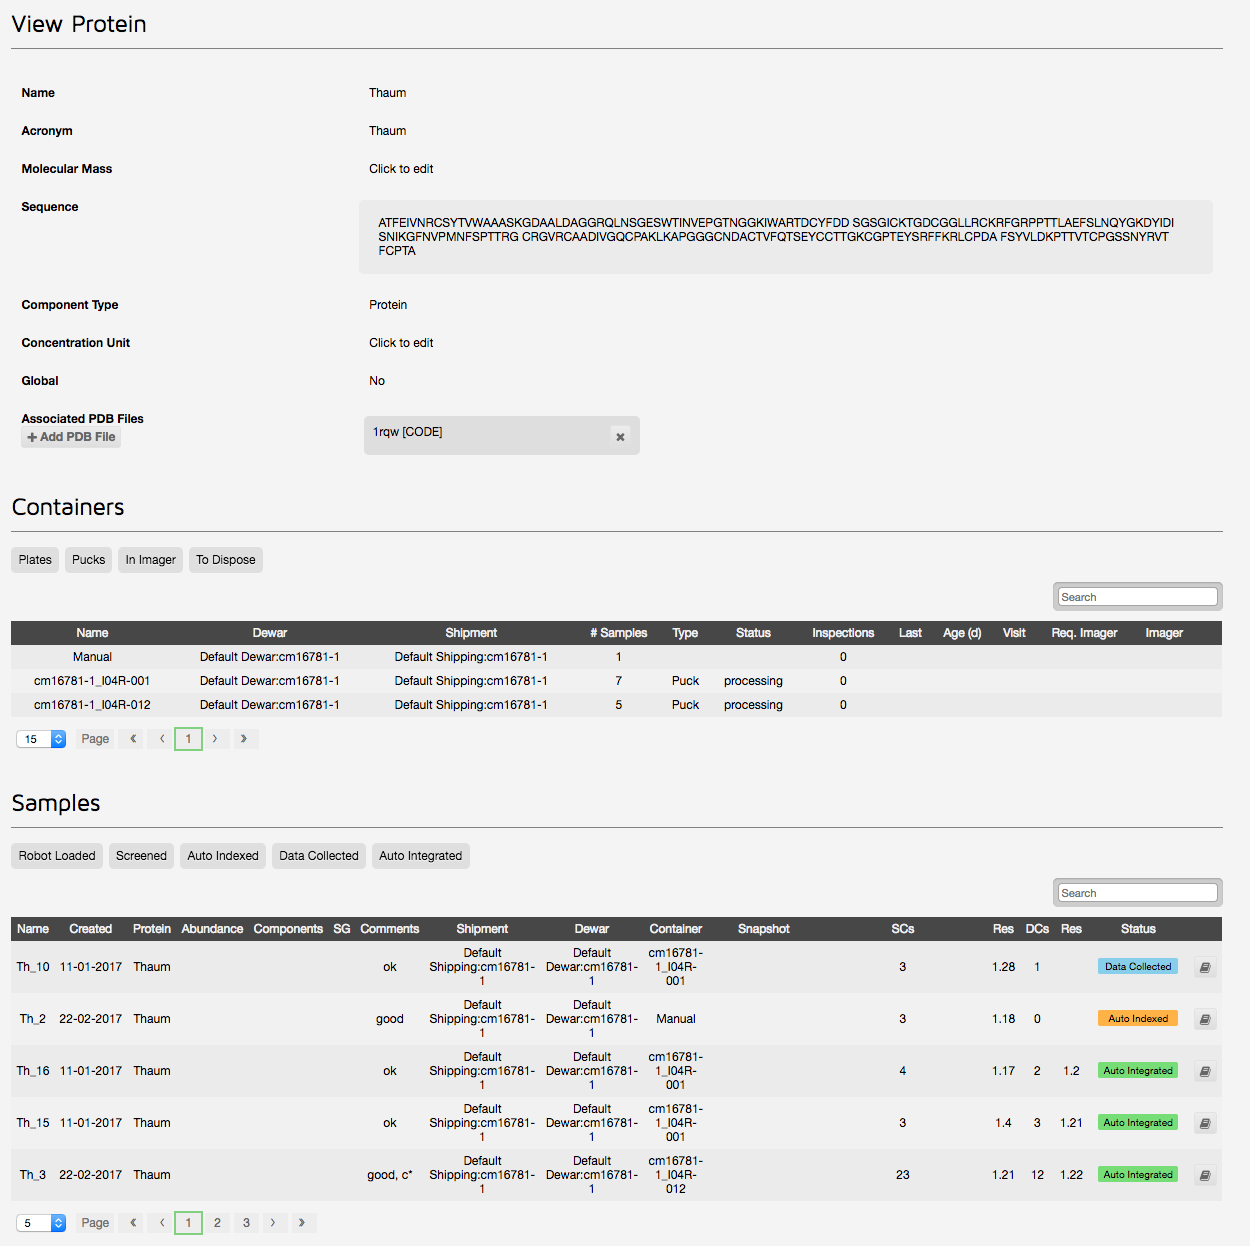 View Protein
Name Thaum
Acronym Thaum
Molecular Mass Click to edit
Sequence
ATFEIVNRCSYTVWAAASKGDAALDAGGRQLNSGESWTINVEPGTNGGKIWARTDCYFDD SGSGICKTGDCGGLLRCKRFGRPPTTLAEFSLNQYGKDYIDI
SNIKGFNVPMNFSPTTRG CRGVRCAADIVGQCPAKLKAPGGGCNDACTVFQTSEYCCTTGKCGPTEYSRFFKRLCPDA FSYVLDKPTTVTCPGSSNYRVT
FCPTA
Component Type Protein
Concentration Unit Click to edit
Global No
Associated PDB Files
+ Add PDB File 1rqw [CODE] ×
Containers
Plates Pucks In Imager To Dispose
Search
Name Dewar Shipment # Samples Type Status Inspections Last Age (d) Visit Req. Imager Imager
Manual Default Dewar:cm16781-1 Default Shipping:cm16781-1 1 0
cm16781-1_I04R-001 Default Dewar:cm16781-1 Default Shipping:cm16781-1 7 Puck processing 0
cm16781-1_I04R-012 Default Dewar:cm16781-1 Default Shipping:cm16781-1 5 Puck processing 0
15 Page « ‹ 1 › »
Samples
Robot Loaded Screened Auto Indexed Data Collected Auto Integrated
Search
Name Created Protein Abundance Components SG Comments Shipment Dewar Container Snapshot SCs Res DCs Res Status
Default Default cm16781-
Th_10 11-01-2017 Thaum ok Shipping:cm16781- Dewar:cm16781- 1_I04R- 3 1.28 1 Data Collected
1 1 001
Default Default
Th_2 22-02-2017 Thaum good Shipping:cm16781- Dewar:cm16781- Manual 3 1.18 0 Auto Indexed
1 1
Default Default cm16781-
Th_16 11-01-2017 Thaum ok Shipping:cm16781- Dewar:cm16781- 1_I04R- 4 1.17 2 1.2 Auto Integrated
1 1 001
Default Default cm16781-
Th_15 11-01-2017 Thaum ok Shipping:cm16781- Dewar:cm16781- 1_I04R- 3 1.4 3 1.21 Auto Integrated
1 1 001
Default Default cm16781-
Th_3 22-02-2017 Thaum good, c* Shipping:cm16781- Dewar:cm16781- 1_I04R- 23 1.21 12 1.22 Auto Integrated
1 1 012
5 Page « ‹ 1 2 3 › »